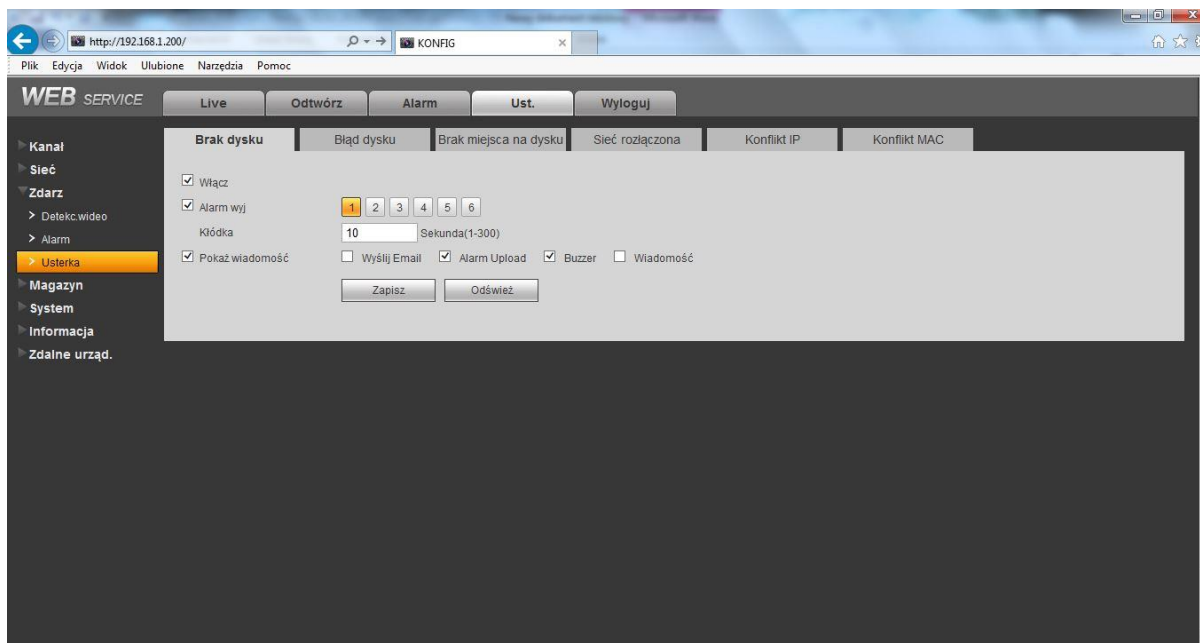 http://192.168.1.200/
KONFIG
Plik Edycja Widok Ulubione Narzędzia Pomoc
WEB SERVICE
Live Odtwórz Alarm Ust. Wyloguj
Brak dysku Błąd dysku Brak miejsca na dysku Sieć rozłączona Konflikt IP Konflikt MAC
Kanał
Sieć
Zdarz
Detekc.wideo
Alarm
Usterka
Magazyn
System
Informacja
Zdalne urząd.
Włącz
Alarm wyj 1 2 3 4 5 6
Kłódka 10 Sekunda(1-300)
Pokaż wiadomość Wyślij Email Alarm Upload Buzzer Wiadomość
Zapisz Odśwież